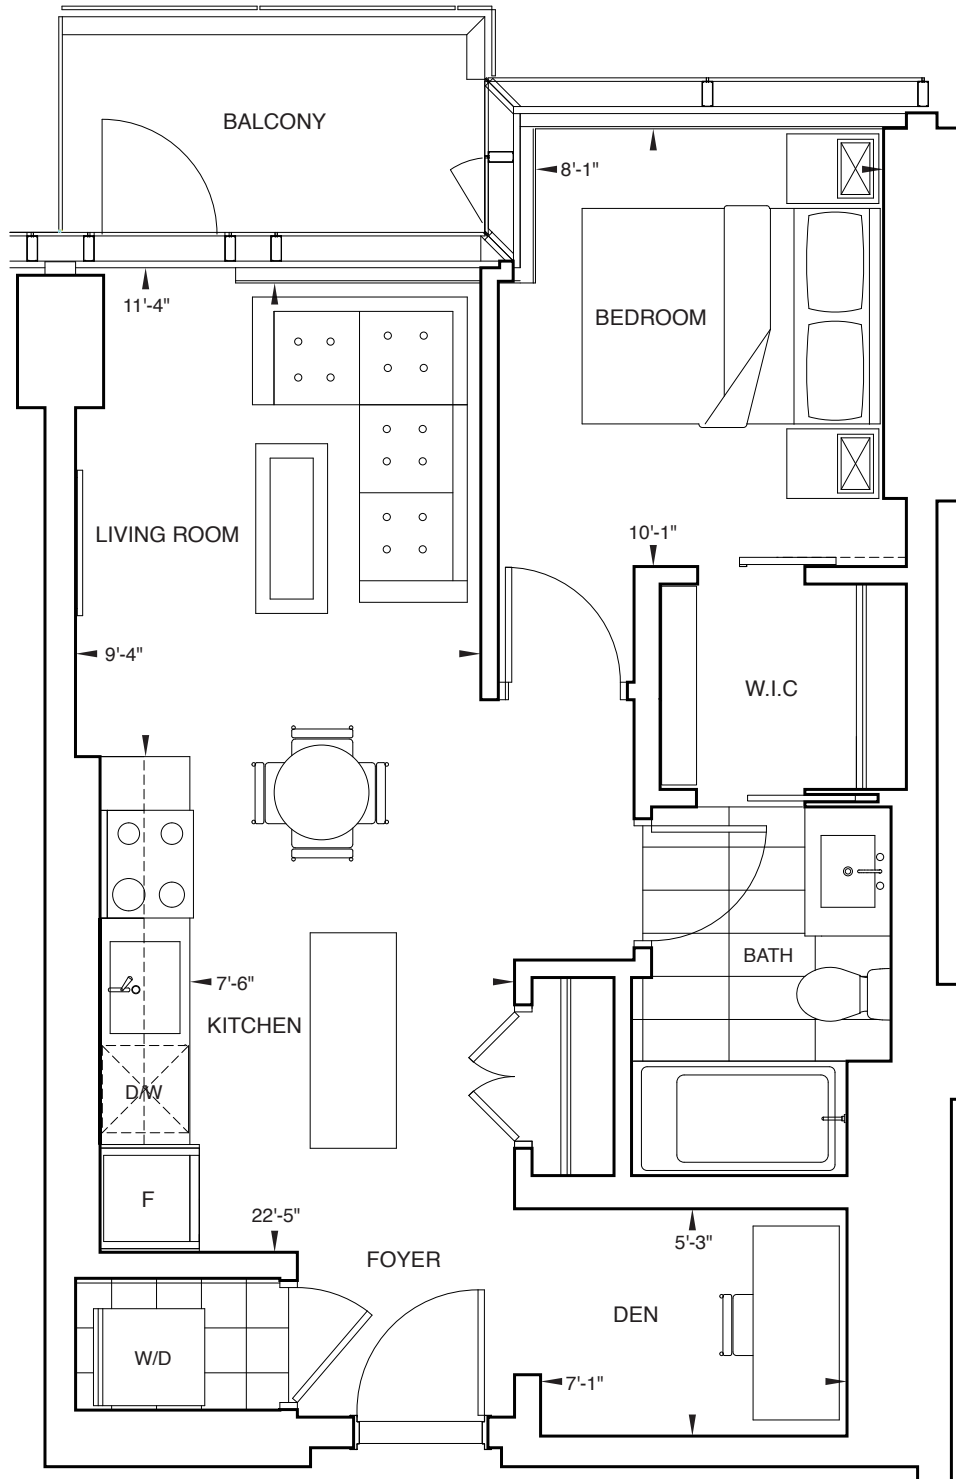 BALCONY
8'-1"
11'-4"
BEDROOM
LIVING ROOM
10'-1"
9'-4"
W.I.C
BATH
7'-6"
KITCHEN
D/W
F
22'-5"
5'-3"
FOYER
DEN
W/D
7'-1"